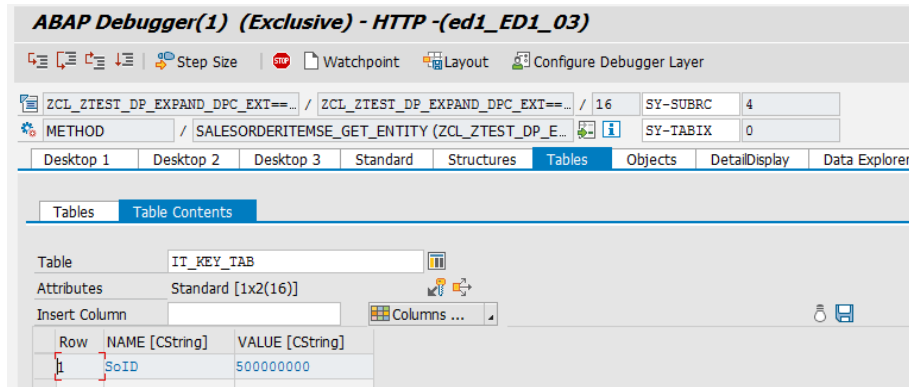 ABAP Debugger(1) (Exclusive) - HTTP -(ed1_ED1_03)
Step Size STOP Watchpoint Layout Configure Debugger Layer
ZCL_ZTEST_DP_EXPAND_DPC_EXT==… / ZCL_ZTEST_DP_EXPAND_DPC_EXT==… / 16 SY-SUBRC 4
METHOD / SALESORDERITEMSE_GET_ENTITY (ZCL_ZTEST_DP_E… SY-TABIX 0
Desktop 1 Desktop 2 Desktop 3 Standard Structures Tables Objects DetailDisplay Data Explorer
Tables Table Contents
Table IT_KEY_TAB
Attributes Standard [1x2(16)]
Insert Column Columns ...
Row NAME [CString] VALUE [CString]
1 SoID 500000000